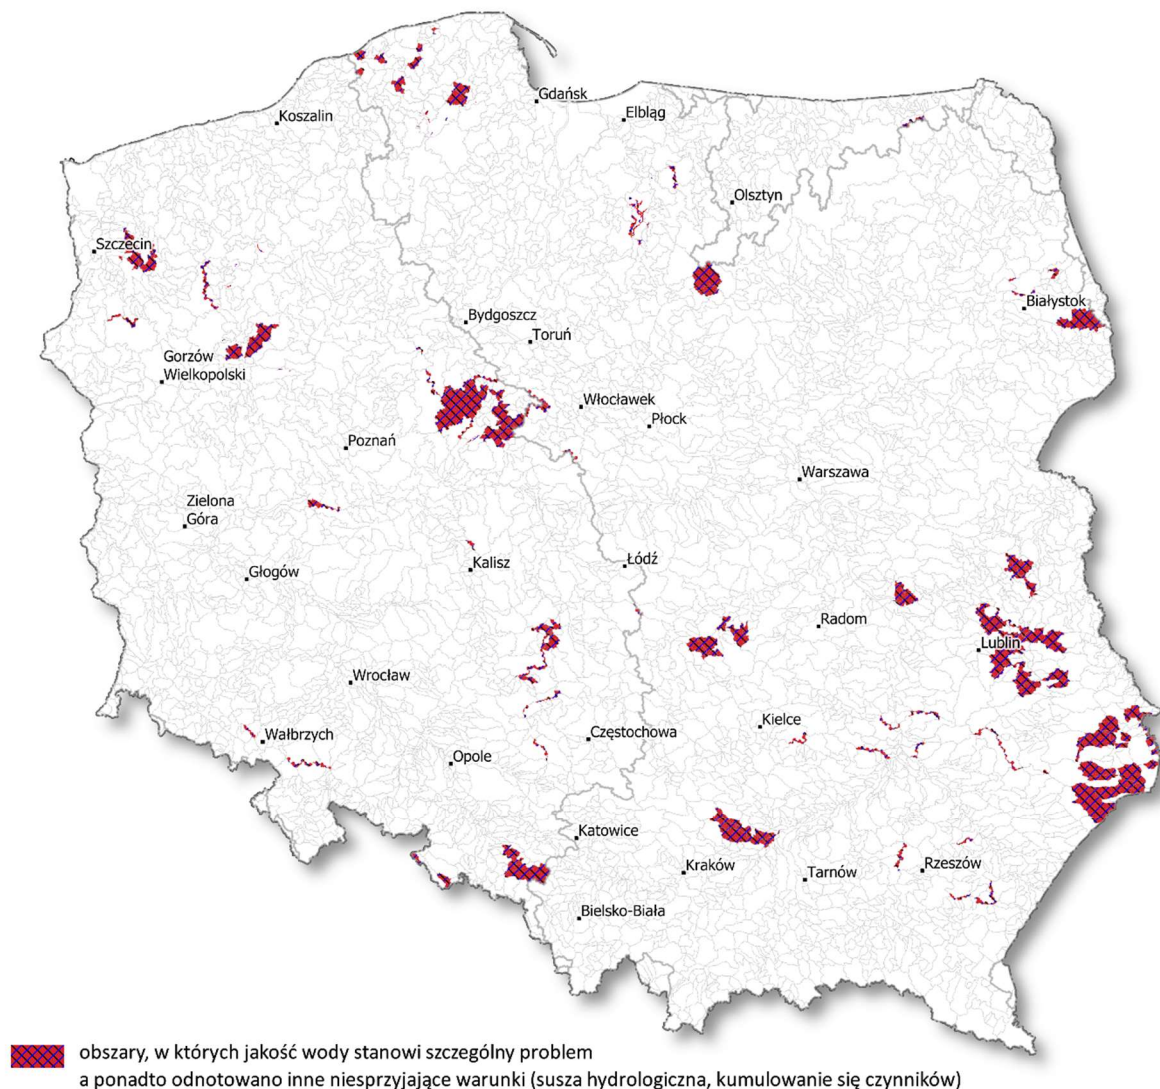 Gdańsk
Elbląg
Koszalin
Olsztyn
Szczecin
Białystok
Bydgoszcz
Toruń
Gorzów
Wielkopolski
Włocławek
Płock
Poznań
Warszawa
Zielona
Góra
Kalisz
Łódź
Głogów
Radom
Lublin
Wrocław
Kielce
Wałbrzych
Częstochowa
Opole
Katowice
Kraków
Tarnów
Rzeszów
Bielsko-Biała
obszary, w których jakość wody stanowi szczególny problem
a ponadto odnotowano inne niesprzyjające warunki (susza hydrologiczna, kumulowanie się czynników)